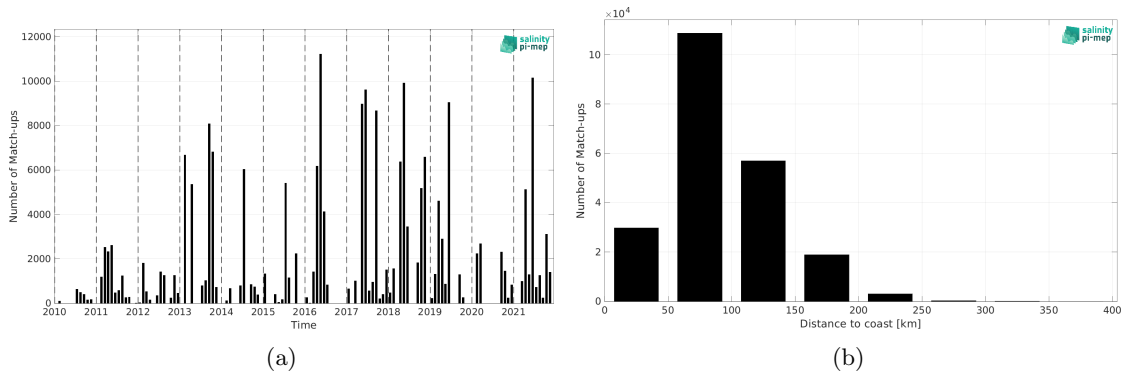 12000
10000
8000
6000
4000
2000
0
Number of Match-ups
2010 2011 2012 2013 2014 2015 2016 2017 2018 2019 2020 2021
Time
salinity
pi-mep
(a)
×10⁴
10
8
6
4
2
0
Number of Match-ups
0 50 100 150 200 250 300 350 400
Distance to coast [km]
salinity
pi-mep
(b)